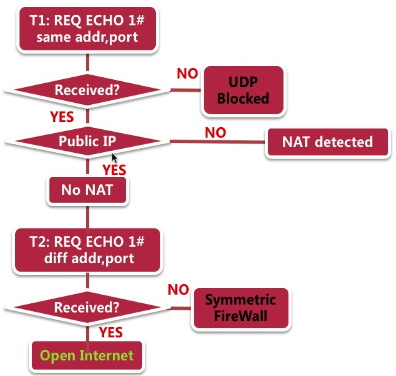 T1: REQ ECHO 1#
same addr,port
Received?
NO
UDP
Blocked
YES
Public IP
NO
NAT detected
YES
No NAT
T2: REQ ECHO 1#
diff addr,port
Received?
NO
Symmetric
FireWall
YES
Open Internet